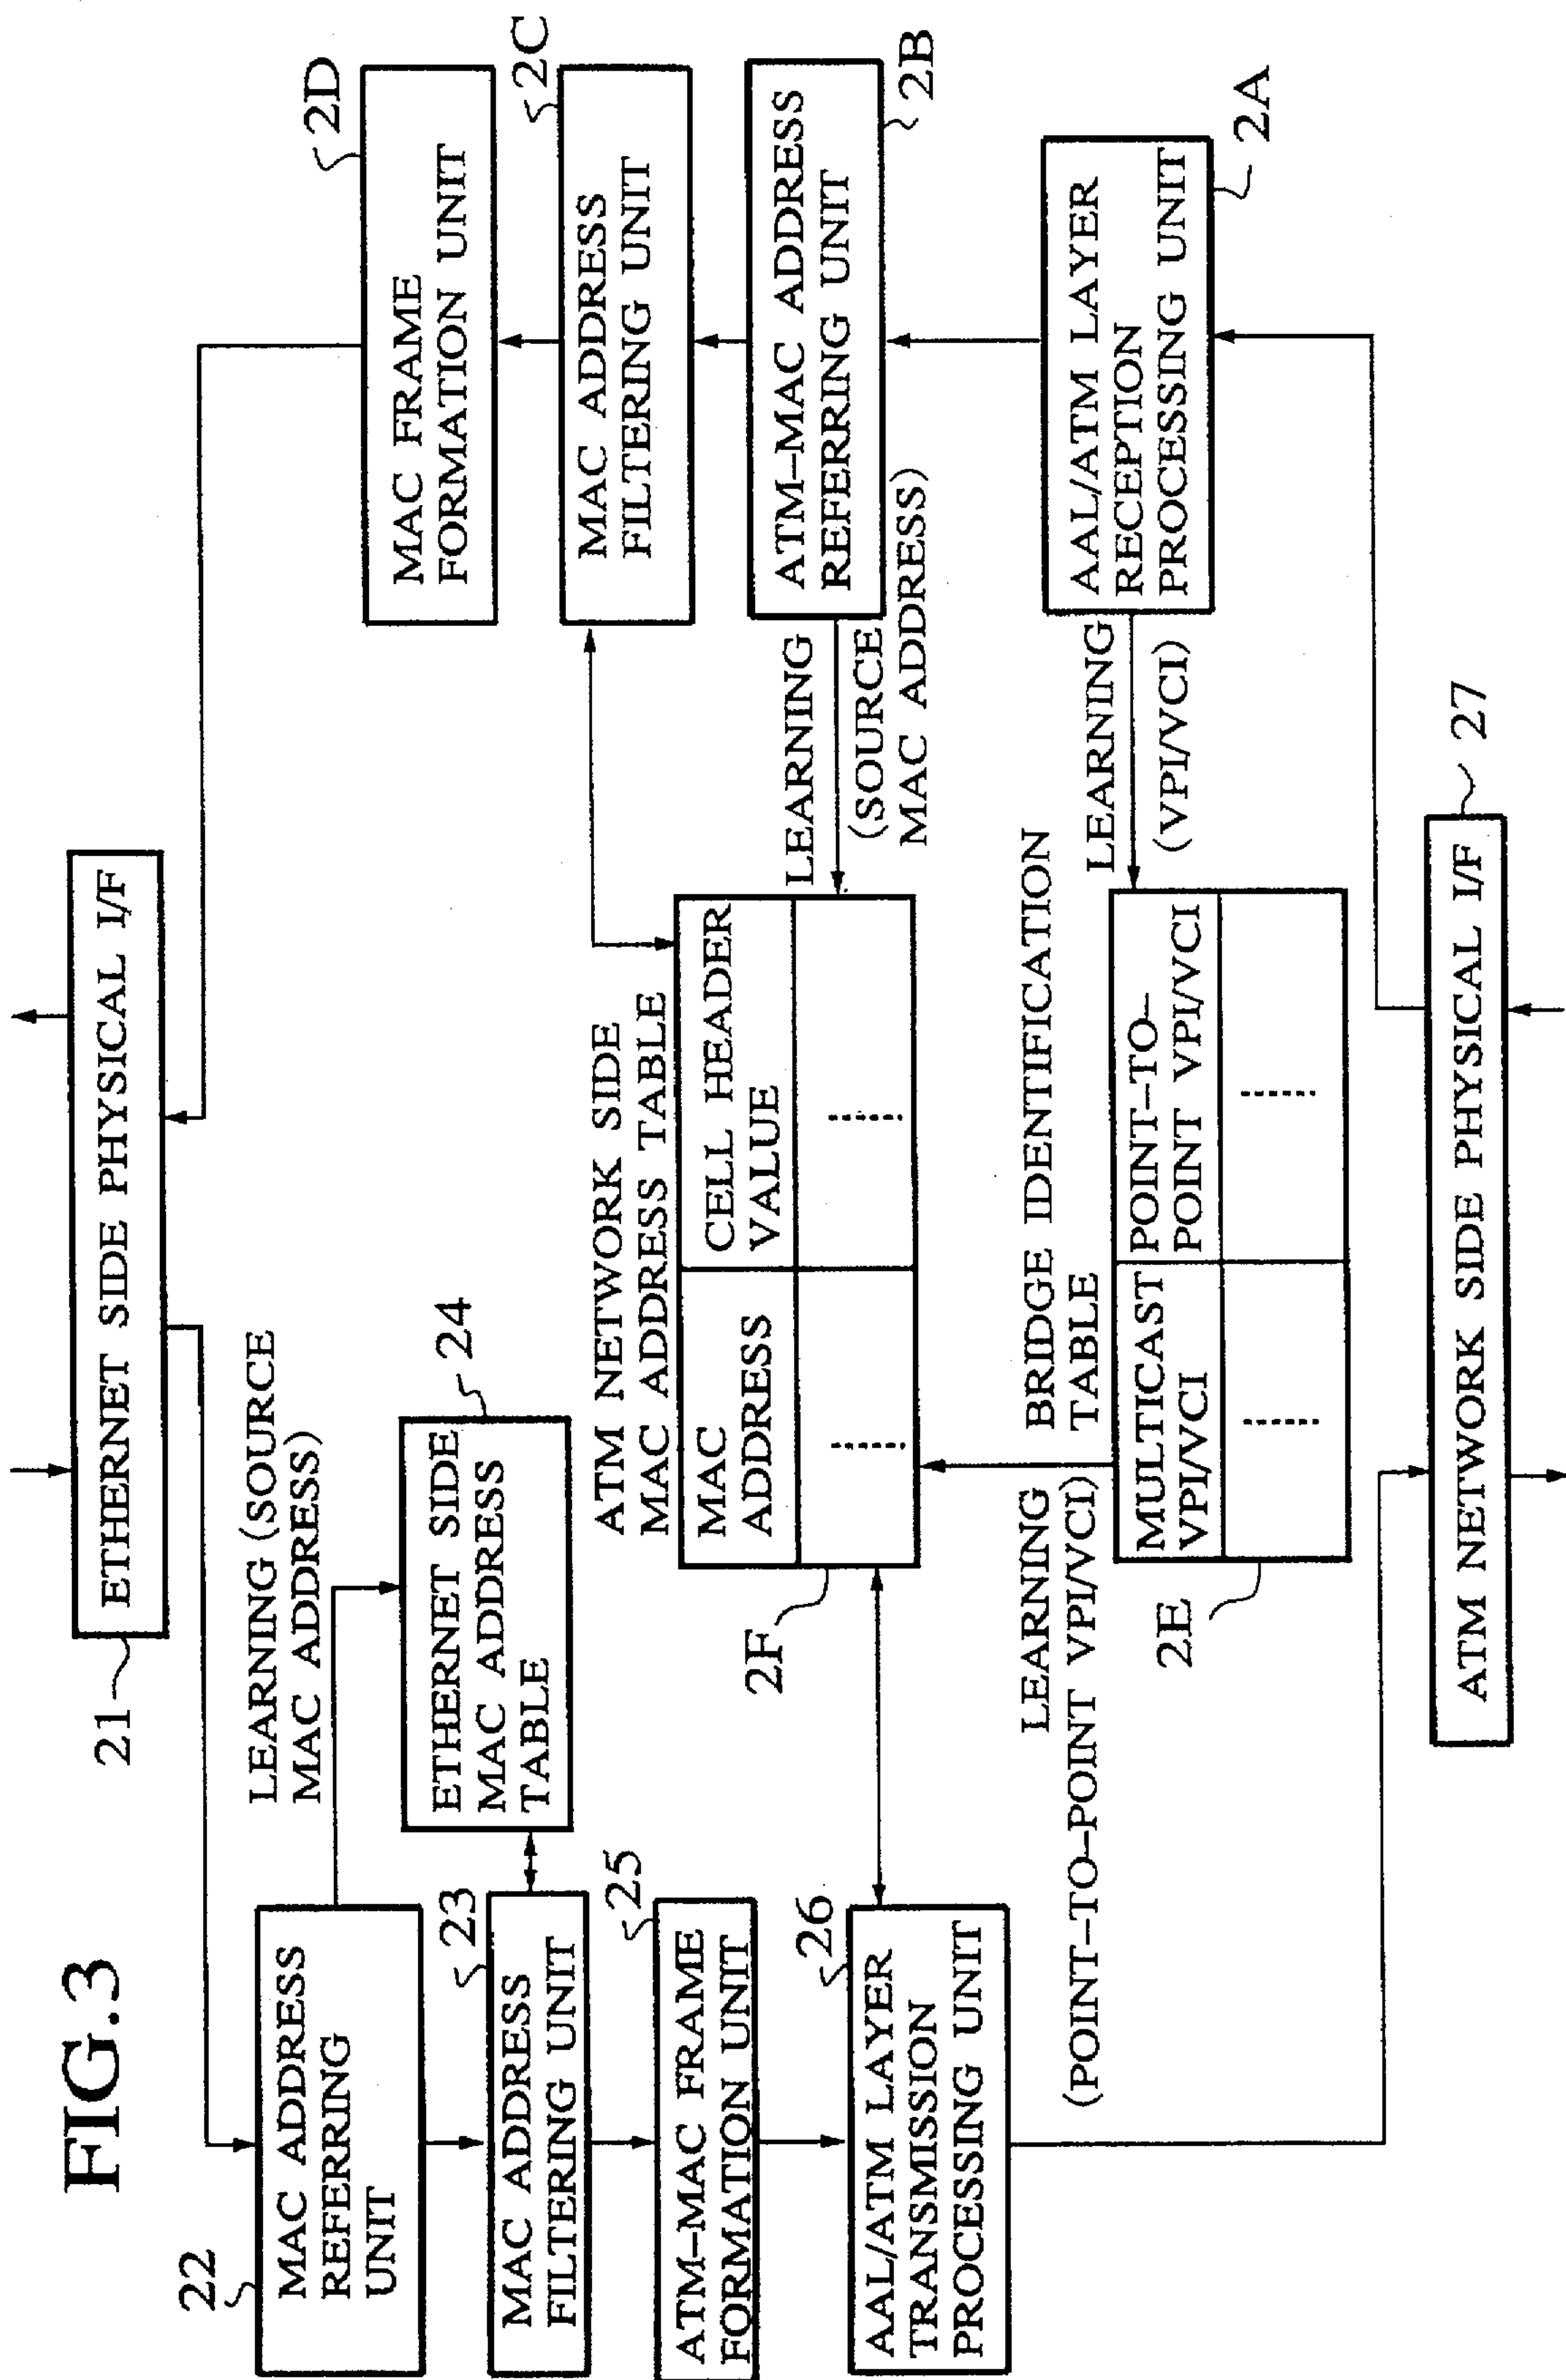 FIG.3
21
ETHERNET SIDE PHYSICAL I/F
22
MAC ADDRESS
REFERRING
UNIT
LEARNING (SOURCE
MAC ADDRESS)
24
ETHERNET SIDE
MAC ADDRESS
TABLE
23
MAC ADDRESS
FILTERING UNIT
25
ATM–MAC FRAME
FORMATION UNIT
26
AAL/ATM LAYER
TRANSMISSION
PROCESSING UNIT
2D
MAC FRAME
FORMATION UNIT
2C
MAC ADDRESS
FILTERING UNIT
2B
ATM–MAC ADDRESS
REFERRING UNIT
LEARNING
(SOURCE
MAC ADDRESS)
2A
AAL/ATM LAYER
RECEPTION
PROCESSING UNIT
LEARNING
(VPI/VCI)
ATM NETWORK SIDE
MAC ADDRESS TABLE
MAC
ADDRESS
CELL HEADER
VALUE
2F
LEARNING
(POINT–TO–POINT VPI/VCI)
BRIDGE IDENTIFICATION
TABLE
MULTICAST
VPI/VCI
POINT–TO–
POINT VPI/VCI
2E
ATM NETWORK SIDE PHYSICAL I/F
27